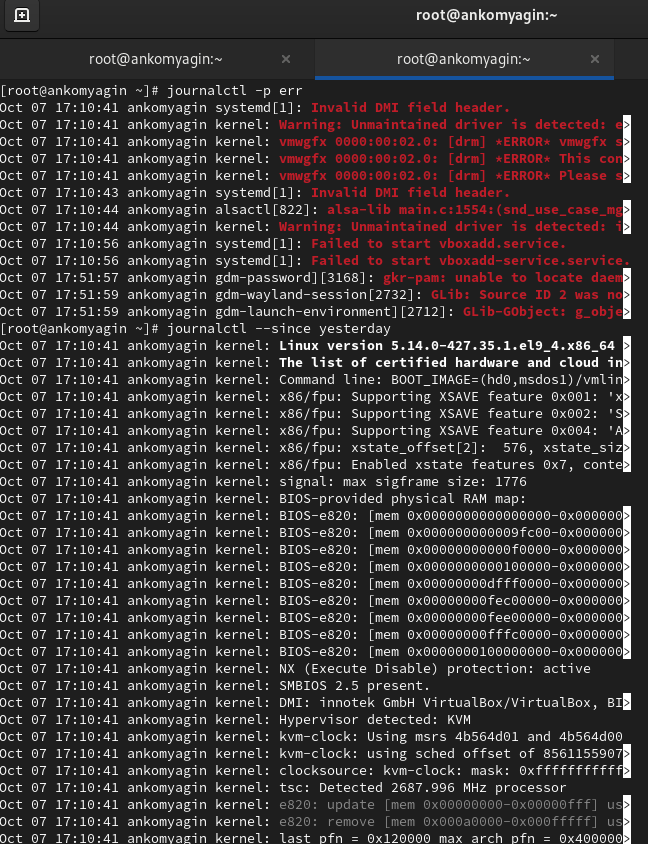 root@ankomyagin:~
root@ankomyagin:~ × root@ankomyagin:~ ×
[root@ankomyagin ~]# journalctl -p err
Oct 07 17:10:41 ankomyagin systemd[1]: Invalid DMI field header.
Oct 07 17:10:41 ankomyagin kernel: Warning: Unmaintained driver is detected: e>
Oct 07 17:10:41 ankomyagin kernel: vmwgfx 0000:00:02.0: [drm] *ERROR* vmwgfx s>
Oct 07 17:10:41 ankomyagin kernel: vmwgfx 0000:00:02.0: [drm] *ERROR* This con>
Oct 07 17:10:41 ankomyagin kernel: vmwgfx 0000:00:02.0: [drm] *ERROR* Please s>
Oct 07 17:10:43 ankomyagin systemd[1]: Invalid DMI field header.
Oct 07 17:10:44 ankomyagin alsactl[822]: alsa-lib main.c:1554:(snd_use_case_mg>
Oct 07 17:10:44 ankomyagin kernel: Warning: Unmaintained driver is detected: i>
Oct 07 17:10:56 ankomyagin systemd[1]: Failed to start vboxadd.service.
Oct 07 17:10:56 ankomyagin systemd[1]: Failed to start vboxadd-service.service.
Oct 07 17:51:57 ankomyagin gdm-password][3168]: gkr-pam: unable to locate daem>
Oct 07 17:51:59 ankomyagin gdm-wayland-session[2732]: GLib: Source ID 2 was no>
Oct 07 17:51:59 ankomyagin gdm-launch-environment][2712]: GLib-GObject: g_obje>
[root@ankomyagin ~]# journalctl --since yesterday
Oct 07 17:10:41 ankomyagin kernel: Linux version 5.14.0-427.35.1.el9_4.x86_64 >
Oct 07 17:10:41 ankomyagin kernel: The list of certified hardware and cloud in>
Oct 07 17:10:41 ankomyagin kernel: Command line: BOOT_IMAGE=(hd0,msdos1)/vmlin>
Oct 07 17:10:41 ankomyagin kernel: x86/fpu: Supporting XSAVE feature 0x001: 'x>
Oct 07 17:10:41 ankomyagin kernel: x86/fpu: Supporting XSAVE feature 0x002: 'S>
Oct 07 17:10:41 ankomyagin kernel: x86/fpu: Supporting XSAVE feature 0x004: 'A>
Oct 07 17:10:41 ankomyagin kernel: x86/fpu: xstate_offset[2]:  576, xstate_siz>
Oct 07 17:10:41 ankomyagin kernel: x86/fpu: Enabled xstate features 0x7, conte>
Oct 07 17:10:41 ankomyagin kernel: signal: max sigframe size: 1776
Oct 07 17:10:41 ankomyagin kernel: BIOS-provided physical RAM map:
Oct 07 17:10:41 ankomyagin kernel: BIOS-e820: [mem 0x0000000000000000-0x000000>
Oct 07 17:10:41 ankomyagin kernel: BIOS-e820: [mem 0x000000000009fc00-0x000000>
Oct 07 17:10:41 ankomyagin kernel: BIOS-e820: [mem 0x00000000000f0000-0x000000>
Oct 07 17:10:41 ankomyagin kernel: BIOS-e820: [mem 0x0000000000100000-0x000000>
Oct 07 17:10:41 ankomyagin kernel: BIOS-e820: [mem 0x00000000dfff0000-0x000000>
Oct 07 17:10:41 ankomyagin kernel: BIOS-e820: [mem 0x00000000fec00000-0x000000>
Oct 07 17:10:41 ankomyagin kernel: BIOS-e820: [mem 0x00000000fee00000-0x000000>
Oct 07 17:10:41 ankomyagin kernel: BIOS-e820: [mem 0x00000000fffc0000-0x000000>
Oct 07 17:10:41 ankomyagin kernel: BIOS-e820: [mem 0x0000000100000000-0x000000>
Oct 07 17:10:41 ankomyagin kernel: NX (Execute Disable) protection: active
Oct 07 17:10:41 ankomyagin kernel: SMBIOS 2.5 present.
Oct 07 17:10:41 ankomyagin kernel: DMI: innotek GmbH VirtualBox/VirtualBox, BI>
Oct 07 17:10:41 ankomyagin kernel: Hypervisor detected: KVM
Oct 07 17:10:41 ankomyagin kernel: kvm-clock: Using msrs 4b564d01 and 4b564d00
Oct 07 17:10:41 ankomyagin kernel: kvm-clock: using sched offset of 8561155907>
Oct 07 17:10:41 ankomyagin kernel: clocksource: kvm-clock: mask: 0xfffffffffff>
Oct 07 17:10:41 ankomyagin kernel: tsc: Detected 2687.996 MHz processor
Oct 07 17:10:41 ankomyagin kernel: e820: update [mem 0x00000000-0x00000fff] us>
Oct 07 17:10:41 ankomyagin kernel: e820: remove [mem 0x000a0000-0x000fffff] us>
Oct 07 17:10:41 ankomyagin kernel: last_pfn = 0x120000 max_arch_pfn = 0x400000>